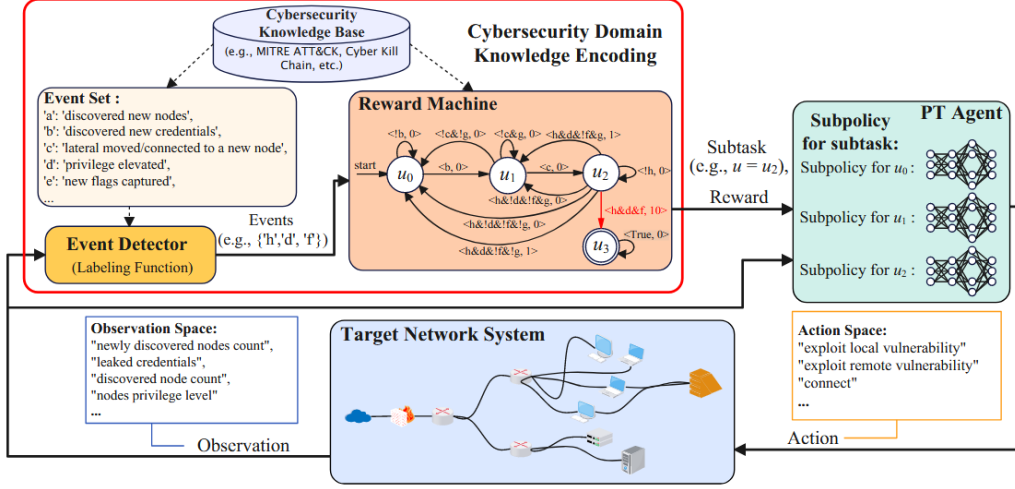 Cybersecurity
Knowledge Base
(e.g., MITRE ATT&CK, Cyber Kill
Chain, etc.)
Cybersecurity Domain
Knowledge Encoding
Event Set :
'a': 'discovered new nodes',
'b': 'discovered new credentials',
'c': 'lateral moved/connected to a new node',
'd': 'privilege elevated',
'e': 'new flags captured',
...
Event Detector
(Labeling Function)
Events
(e.g., {'h','d', 'f'})
Reward Machine
<!b, 0>
<!c&!g, 0>
<!c&g, 0>
<h&d&!f&g, 1>
start
u0
<b, 0>
u1
<c, 0>
u2
<!h, 0>
<h&!d&!f&g, 0>
<h&!d&!f&!g, 0>
<h&d&!f&!g, 1>
<h&d&f, 10>
u3
<True, 0>
Subtask
(e.g., u = u2),
Reward
PT Agent
Subpolicy
for subtask:
Subpolicy for u0 :
Subpolicy for u1 :
Subpolicy for u2 :
Observation Space:
"newly discovered nodes count",
"leaked credentials",
"discovered node count",
"nodes privilege level"
...
Observation
Target Network System
Action Space:
"exploit local vulnerability"
"exploit remote vulnerability"
"connect"
...
Action